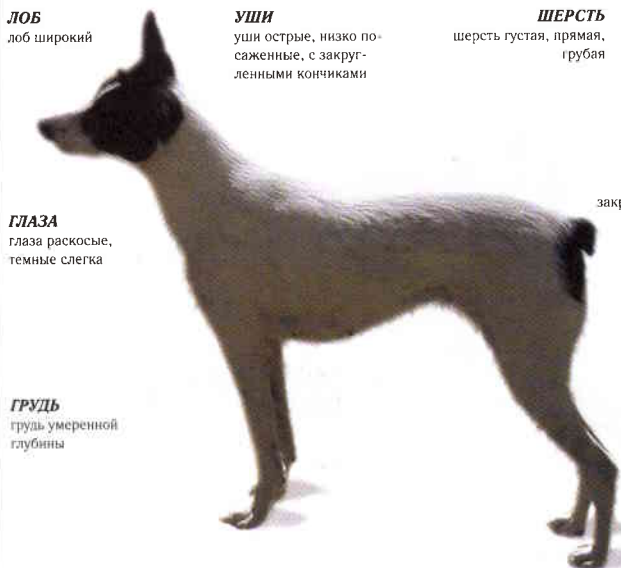 ЛОБ
лоб широкий
УШИ
уши острые, низко по-
саженные, с закруг-
ленными кончиками
ШЕРСТЬ
шерсть густая, прямая,
грубая
закр
ГЛАЗА
глаза раскосые,
темные слегка
ГРУДЬ
грудь умеренной
глубины